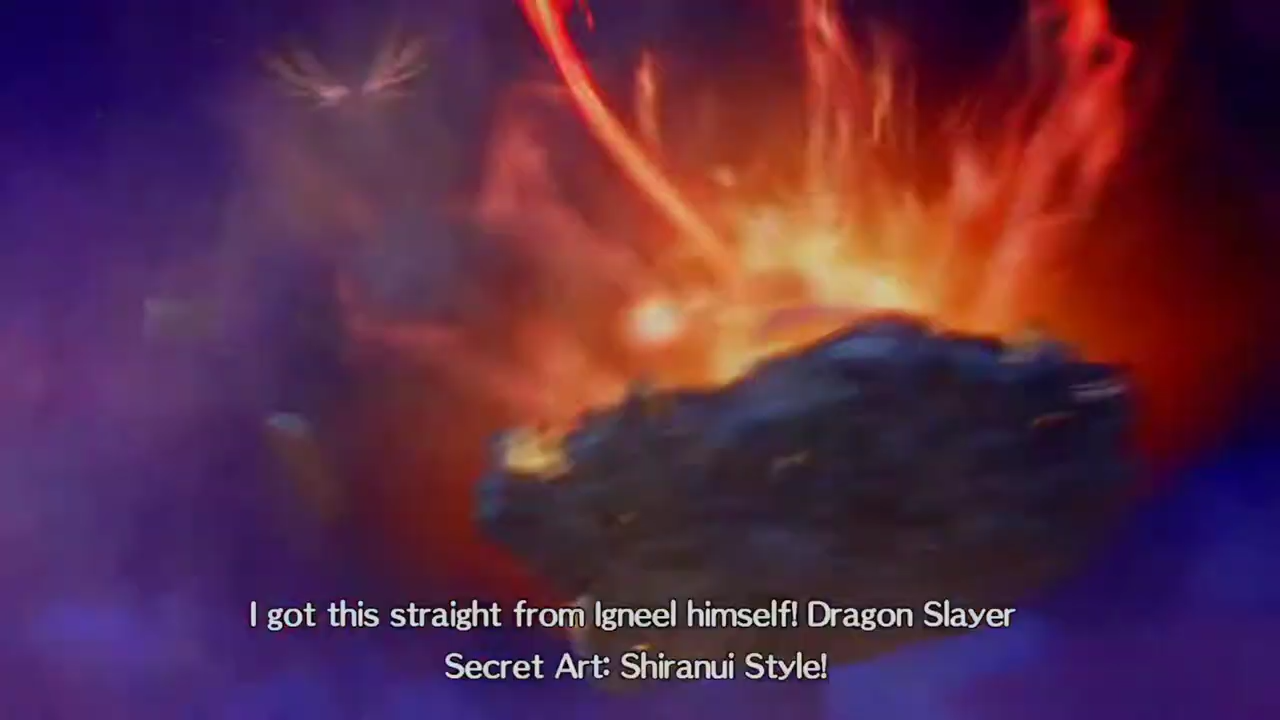 I got this straight from Igneel himself! Dragon Slayer
Secret Art: Shiranui Style!